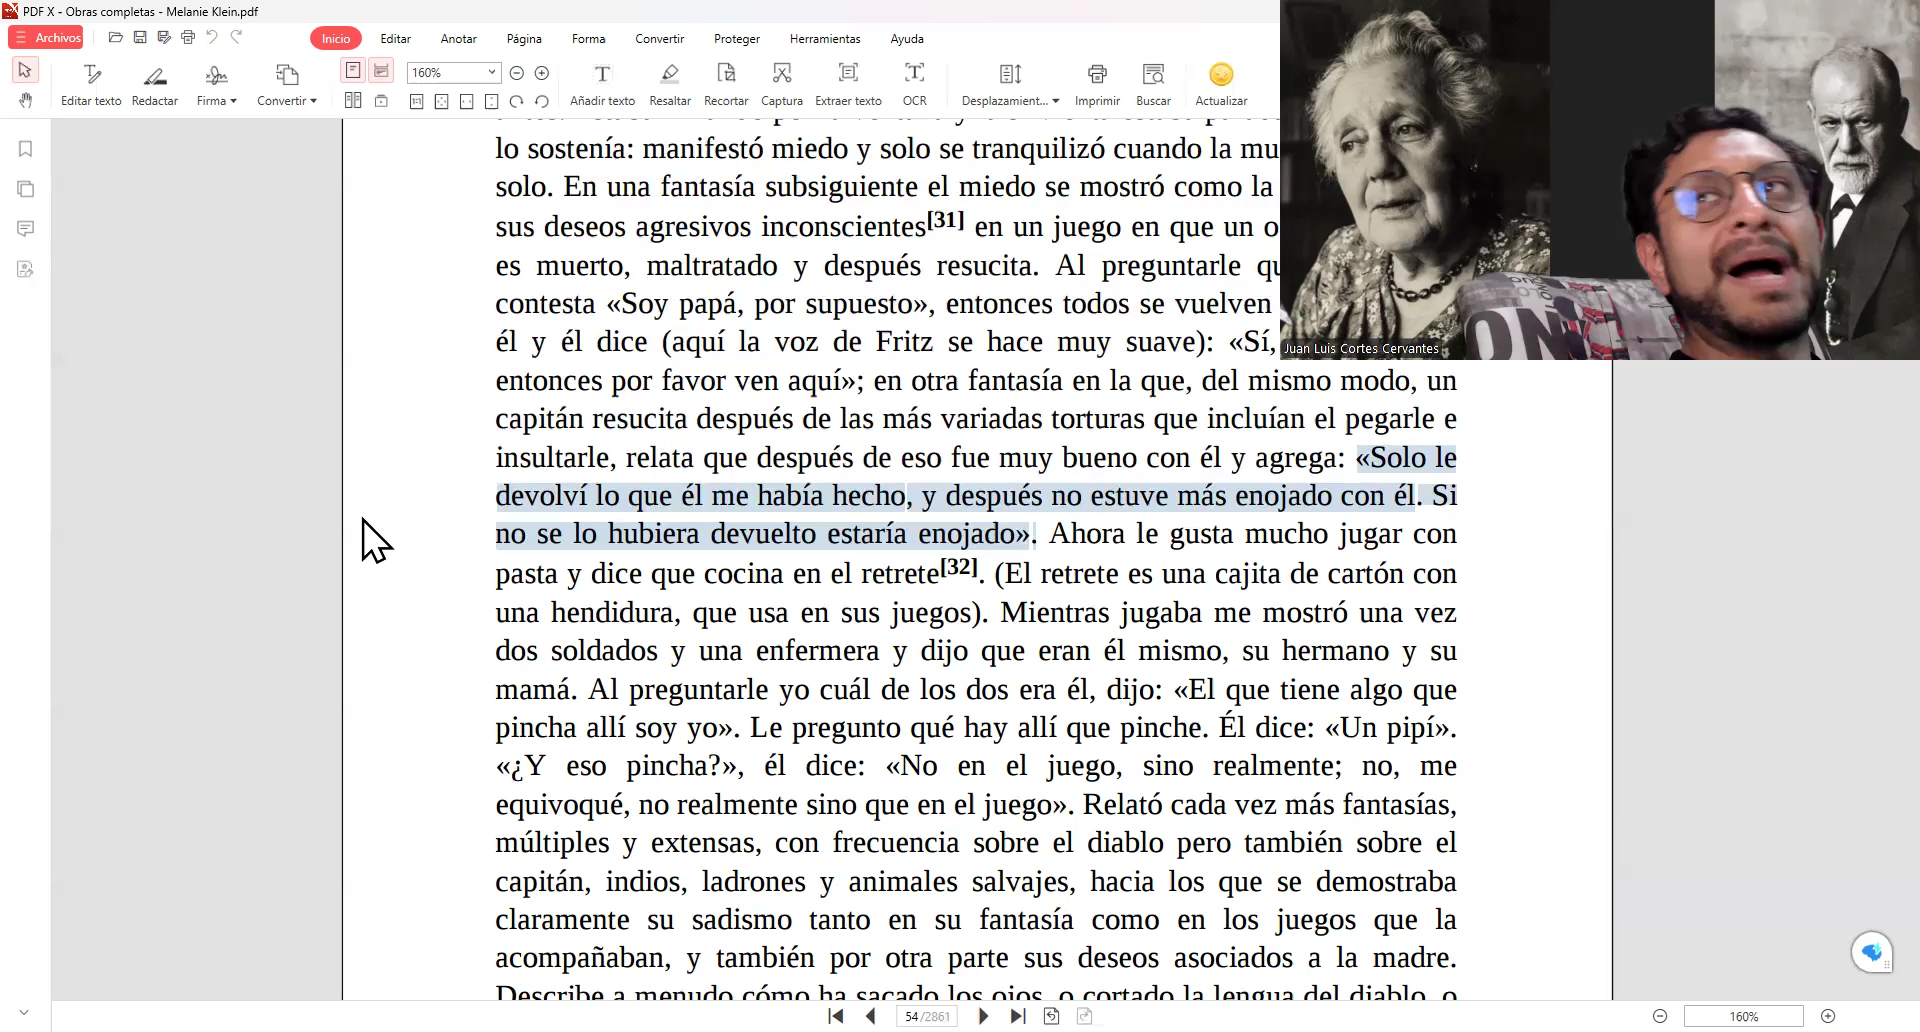 PDF X - Obras completas - Melanie Klein.pdf
Archivos
Inicio
Editar
Anotar
Página
Forma
Convertir
Proteger
Herramientas
Ayuda
160%
Editar texto
Redactar
Firma
Convertir
Añadir texto
Resaltar
Recortar
Captura
Extraer texto
OCR
Desplazamient...
Imprimir
Buscar
Actualizar
lo sostenía: manifestó miedo y solo se tranquilizó cuando la mu
solo. En una fantasía subsiguiente el miedo se mostró como la
sus deseos agresivos inconscientes[31] en un juego en que un o
es muerto, maltratado y después resucita. Al preguntarle qu
contesta «Soy papá, por supuesto», entonces todos se vuelven
él y él dice (aquí la voz de Fritz se hace muy suave): «Sí,
entonces por favor ven aquí»; en otra fantasía en la que, del mismo modo, un
capitán resucita después de las más variadas torturas que incluían el pegarle e
insultarle, relata que después de eso fue muy bueno con él y agrega: «Solo le
devolví lo que él me había hecho, y después no estuve más enojado con él. Si
no se lo hubiera devuelto estaría enojado». Ahora le gusta mucho jugar con
pasta y dice que cocina en el retrete[32]. (El retrete es una cajita de cartón con
una hendidura, que usa en sus juegos). Mientras jugaba me mostró una vez
dos soldados y una enfermera y dijo que eran él mismo, su hermano y su
mamá. Al preguntarle yo cuál de los dos era él, dijo: «El que tiene algo que
pincha allí soy yo». Le pregunto qué hay allí que pinche. Él dice: «Un pipí».
«¿Y eso pincha?», él dice: «No en el juego, sino realmente; no, me
equivoqué, no realmente sino que en el juego». Relató cada vez más fantasías,
múltiples y extensas, con frecuencia sobre el diablo pero también sobre el
capitán, indios, ladrones y animales salvajes, hacia los que se demostraba
claramente su sadismo tanto en su fantasía como en los juegos que la
acompañaban, y también por otra parte sus deseos asociados a la madre.
Describe a menudo cómo ha sacado los ojos, o cortado la lengua del diablo, o
Juan Luis Cortes Cervantes
54/2861
160%